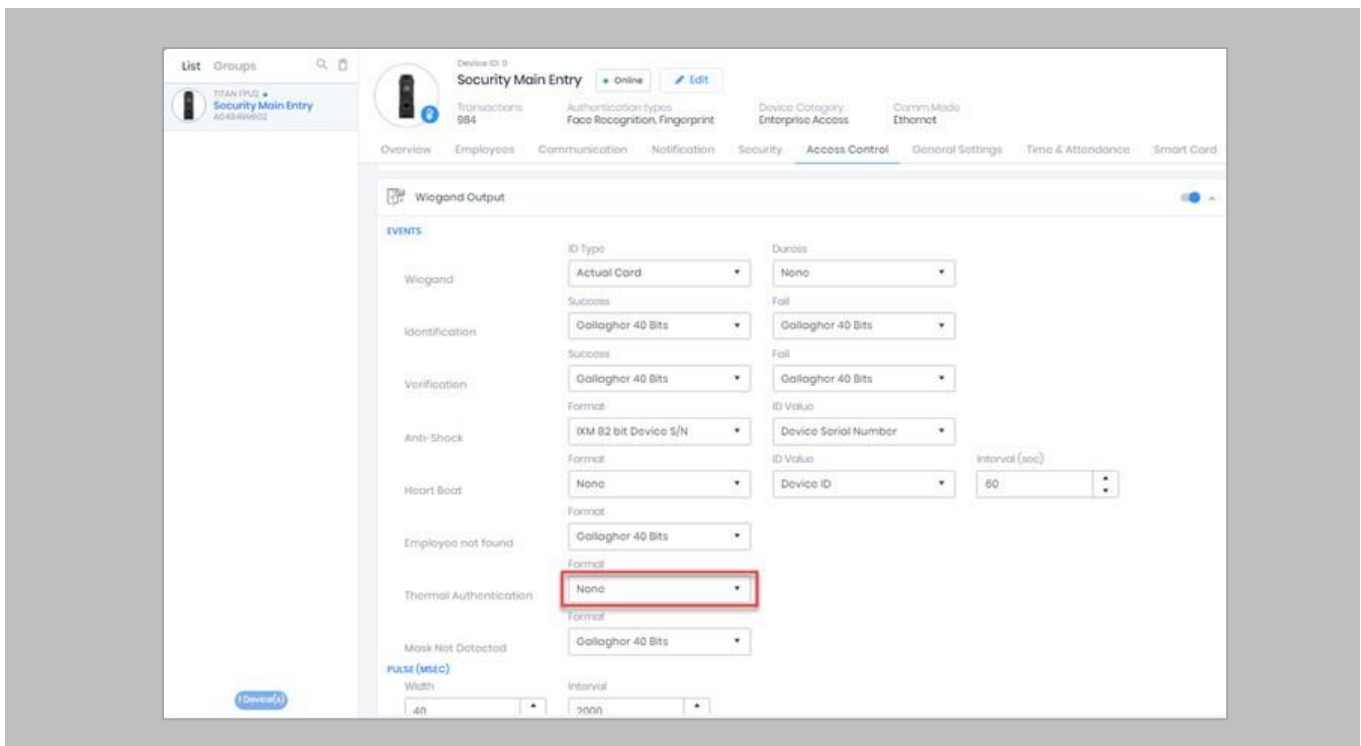 List Groups
TITAN FPU2
Security Main Entry
1 Device(s)
Device ID: 0
Security Main Entry
Online
Edit
Transactions
984
Authentication types
Face Recognition, Fingerprint
Device Category
Enterprise Access
Comm Mode
Ethernet
Overview Employees Communication Notification Security Access Control General Settings Time & Attendance Smart Card
Wiegand Output
EVENTS
ID Type Duress
Wiegand Actual Card None
Success Fail
Identification Gallagher 40 Bits Gallagher 40 Bits
Success Fail
Verification Gallagher 40 Bits Gallagher 40 Bits
Format ID Value
Anti-Shock IXM 82 bit Device S/N Device Serial Number
Format ID Value Interval (sec)
Heart Beat None Device ID 60
Format
Employee not found Gallagher 40 Bits
Format
Thermal Authentication None
Format
Mask Not Detected Gallagher 40 Bits
PULSE (MSEC)
Width Interval
40 2000